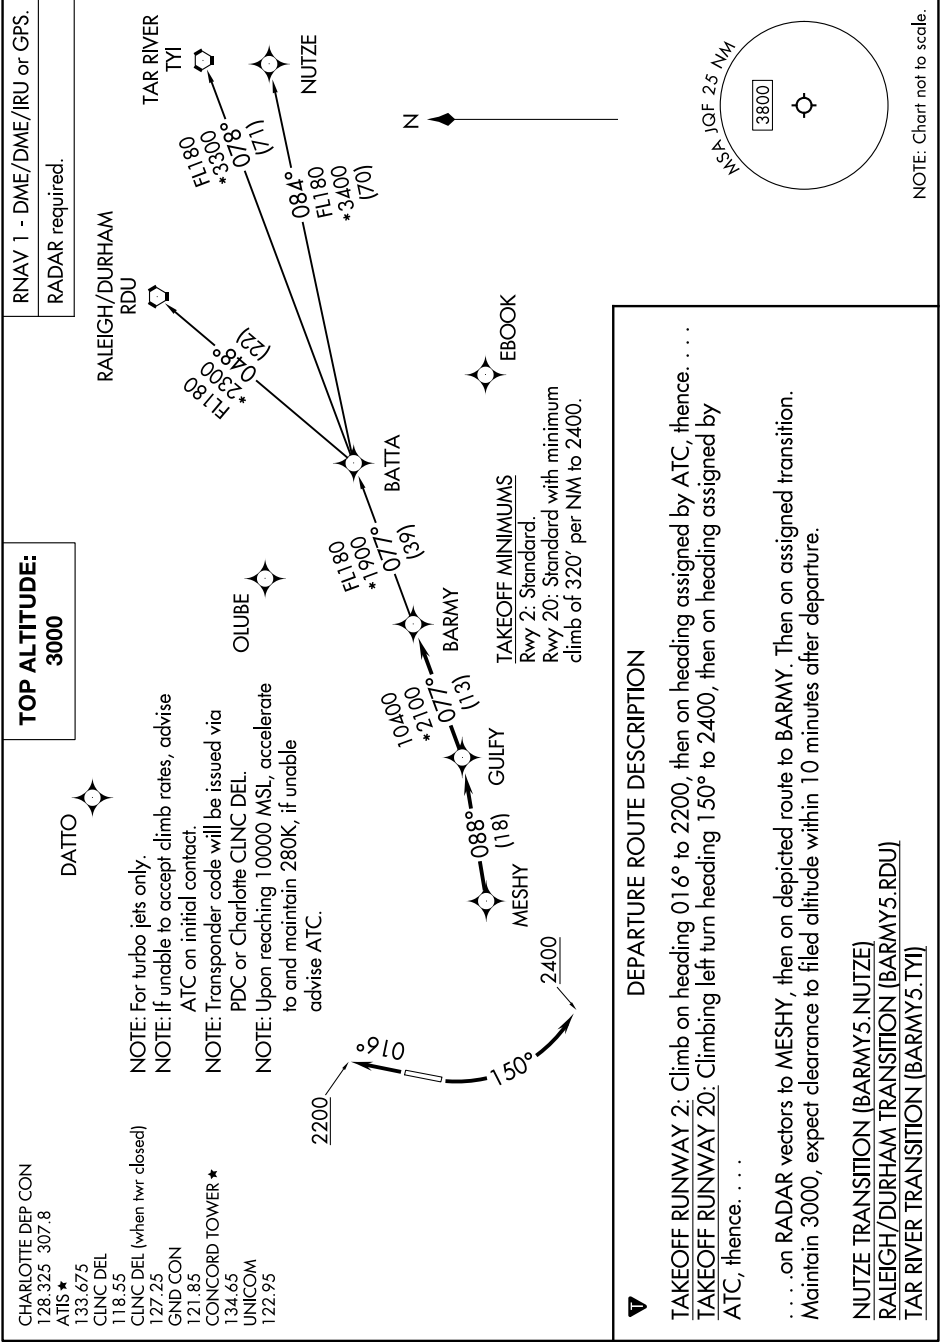 CHARLOTTE DEP CON
128.325 307.8
ATIS ★
133.675
CLNC DEL
118.55
CLNC DEL (when twr closed)
127.25
GND CON
121.85
CONCORD TOWER ★
134.65
UNICOM
122.95
TOP ALTITUDE:
3000
RNAV 1 - DME/DME/IRU or GPS.
RADAR required.
DATTO
OLUBE
NOTE: For turbo jets only.
NOTE: If unable to accept climb rates, advise
ATC on initial contact.
NOTE: Transponder code will be issued via
PDC or Charlotte CLNC DEL.
NOTE: Upon reaching 10000 MSL, accelerate
to and maintain 280K, if unable
advise ATC.
RALEIGH/DURHAM
RDU
TAR RIVER
TYI
NUTZE
FL180
*2300
048°
(22)
FL180
*3300
078°
(71)
084°
FL180
*3400
(70)
BATTA
FL180
*1900
077°
(39)
BARMY
10400
*2100
077°
(13)
GULFY
088°
(18)
MESHY
EBOOK
N
2200
016°
150°
2400
TAKEOFF MINIMUMS
Rwy 2: Standard.
Rwy 20: Standard with minimum
climb of 320' per NM to 2400.
MSA JQF 25 NM
3800
NOTE: Chart not to scale.
T
DEPARTURE ROUTE DESCRIPTION
TAKEOFF RUNWAY 2: Climb on heading 016° to 2200, then on heading assigned by ATC, thence. . . .
TAKEOFF RUNWAY 20: Climbing left turn heading 150° to 2400, then on heading assigned by
ATC, thence. . . .
. . . .on RADAR vectors to MESHY, then on depicted route to BARMY. Then on assigned transition.
Maintain 3000, expect clearance to filed altitude within 10 minutes after departure.
NUTZE TRANSITION (BARMY5.NUTZE)
RALEIGH/DURHAM TRANSITION (BARMY5.RDU)
TAR RIVER TRANSITION (BARMY5.TYI)